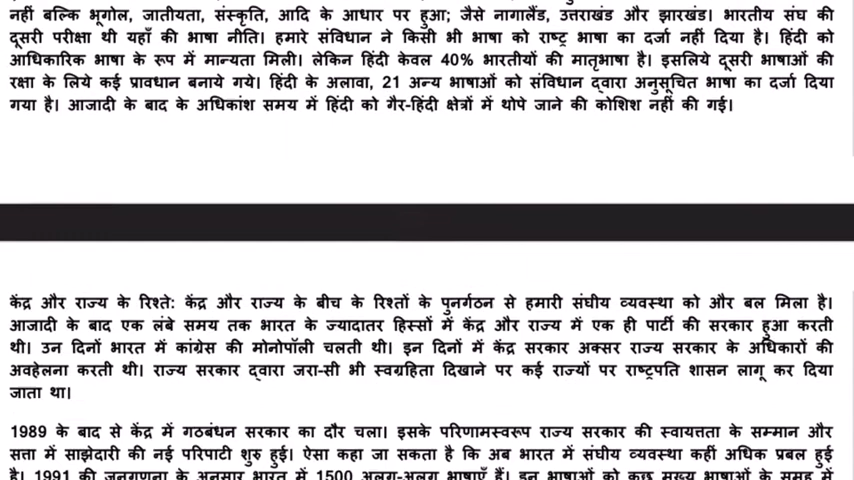 नहीं बल्कि भूगोल, जातीयता, संस्कृति, आदि के आधार पर हुआ; जैसे नागालैंड, उत्तराखंड और झारखंड। भारतीय संघ की
दूसरी परीक्षा थी यहाँ की भाषा नीति। हमारे संविधान ने किसी भी भाषा को राष्ट्र भाषा का दर्जा नहीं दिया है। हिंदी को
आधिकारिक भाषा के रूप में मान्यता मिली। लेकिन हिंदी केवल 40% भारतीयों की मातृभाषा है। इसलिये दूसरी भाषाओं की
रक्षा के लिये कई प्रावधान बनाये गये। हिंदी के अलावा, 21 अन्य भाषाओं को संविधान द्वारा अनुसूचित भाषा का दर्जा दिया
गया है। आजादी के बाद के अधिकांश समय में हिंदी को गैर-हिंदी क्षेत्रों में थोपे जाने की कोशिश नहीं की गई।
केंद्र और राज्य के रिश्ते: केंद्र और राज्य के बीच के रिश्तों के पुनर्गठन से हमारी संघीय व्यवस्था को और बल मिला है।
आजादी के बाद एक लंबे समय तक भारत के ज्यादातर हिस्सों में केंद्र और राज्य में एक ही पार्टी की सरकार हुआ करती
थी। उन दिनों भारत में कांग्रेस की मोनोपॉली चलती थी। इन दिनों में केंद्र सरकार अक्सर राज्य सरकार के अधिकारों की
अवहेलना करती थी। राज्य सरकार द्वारा जरा-सी भी स्वग्रहिता दिखाने पर कई राज्यों पर राष्ट्रपति शासन लागू कर दिया
जाता था।
1989 के बाद से केंद्र में गठबंधन सरकार का दौर चला। इसके परिणामस्वरूप राज्य सरकार की स्वायत्तता के सम्मान और
सत्ता में साझेदारी की नई परिपाटी शुरु हुई। ऐसा कहा जा सकता है कि अब भारत में संघीय व्यवस्था कहीं अधिक प्रबल हुई
है। 1991 की जनगणना के अनुसार भारत में 1500 अलग-अलग भाषाएँ हैं। इन भाषाओं को कुछ मुख्य भाषाओं के समूह में